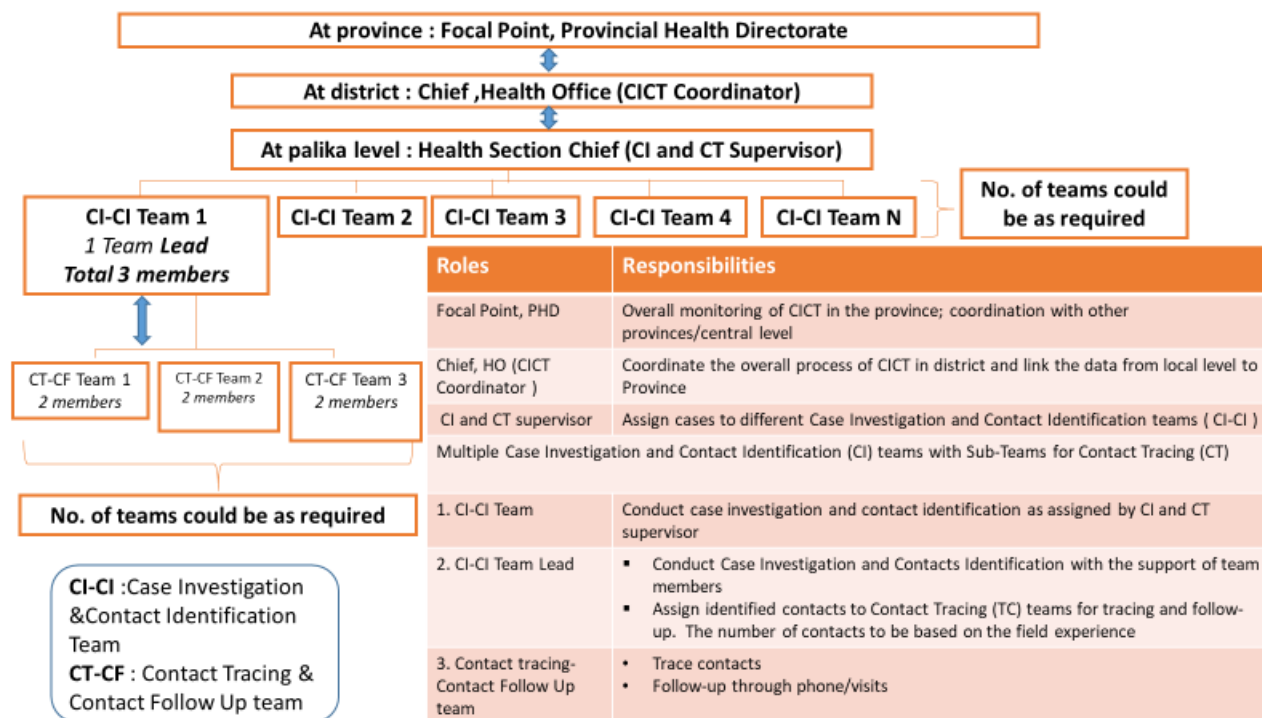 At province : Focal Point, Provincial Health Directorate
At district : Chief ,Health Office (CICT Coordinator)
At palika level : Health Section Chief (CI and CT Supervisor)
CI-CI Team 1
1 Team Lead
Total 3 members
CI-CI Team 2
CI-CI Team 3
CI-CI Team 4
CI-CI Team N
No. of teams could
be as required
CT-CF Team 1
2 members
CT-CF Team 2
2 members
CT-CF Team 3
2 members
No. of teams could be as required
CI-CI :Case Investigation
&Contact Identification
Team
CT-CF : Contact Tracing &
Contact Follow Up team
Roles
Responsibilities
Focal Point, PHD
Overall monitoring of CICT in the province; coordination with other
provinces/central level
Chief, HO (CICT
Coordinator )
Coordinate the overall process of CICT in district and link the data from local level to
Province
CI and CT supervisor
Assign cases to different Case Investigation and Contact Identification teams ( CI-CI )
Multiple Case Investigation and Contact Identification (CI) teams with Sub-Teams for Contact Tracing (CT)
1. CI-CI Team
Conduct case investigation and contact identification as assigned by CI and CT
supervisor
2. CI-CI Team Lead
▪ Conduct Case Investigation and Contacts Identification with the support of team
members
▪ Assign identified contacts to Contact Tracing (TC) teams for tracing and follow-
up. The number of contacts to be based on the field experience
3. Contact tracing-
Contact Follow Up
team
• Trace contacts
• Follow-up through phone/visits